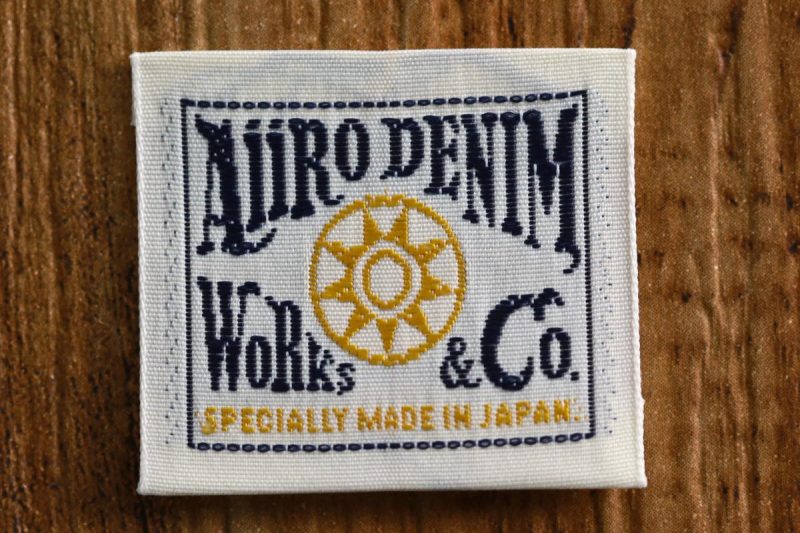 AJIRO DENIM
WORKS & CO.
SPECIALLY MADE IN JAPAN.